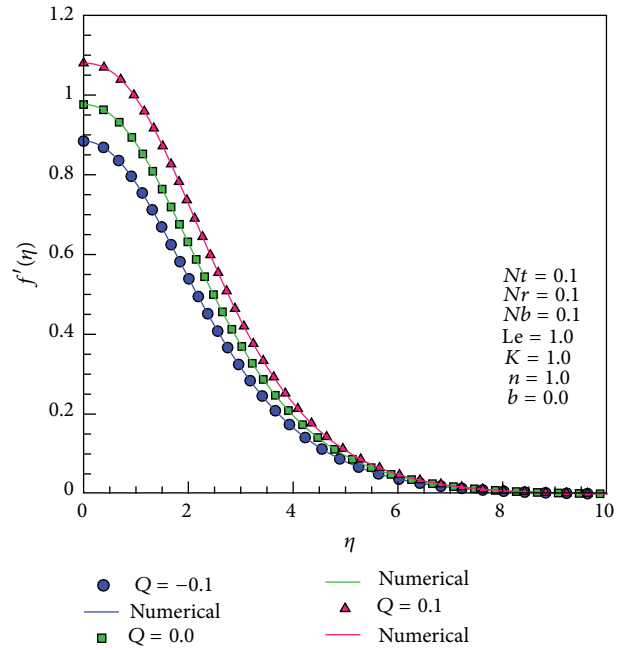 1.2
1
0.8
0.6
0.4
0.2
0
f′(η)
Nt = 0.1
Nr = 0.1
Nb = 0.1
Le = 1.0
K = 1.0
n = 1.0
b = 0.0
0 2 4 6 8 10
η
Q = −0.1
Numerical
Q = 0.0
Numerical
Q = 0.1
Numerical